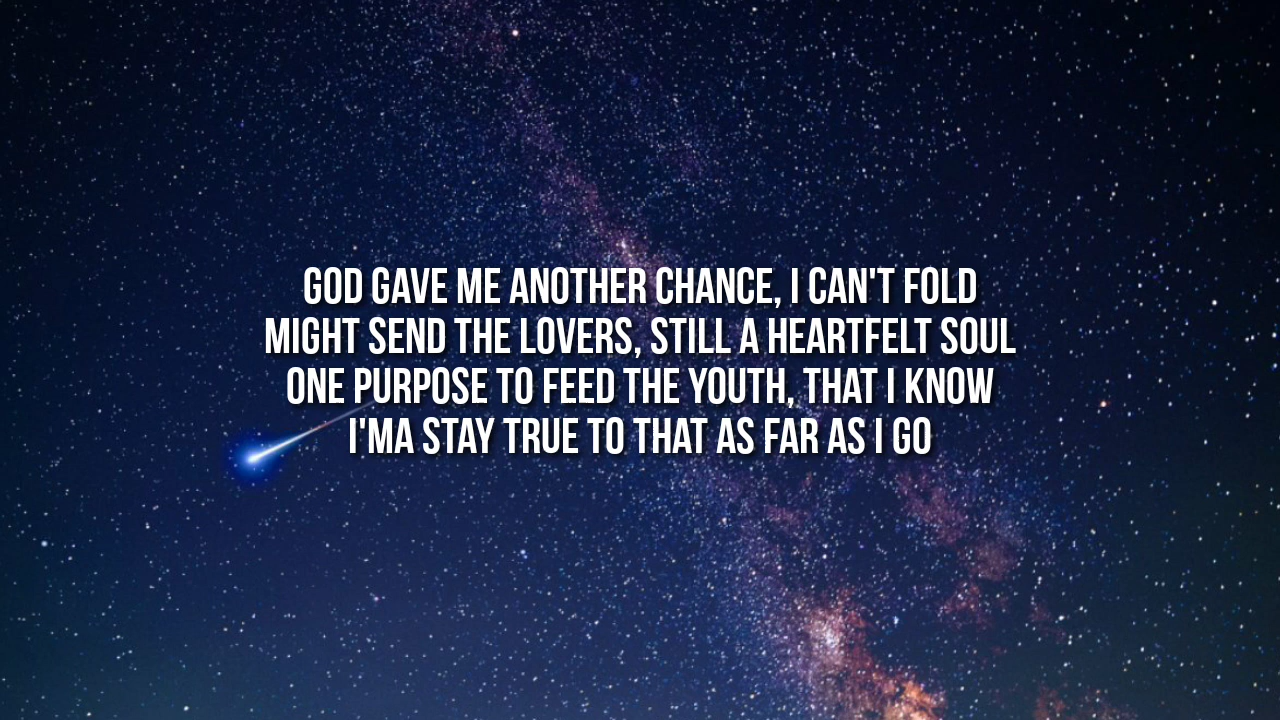 GOD GAVE ME ANOTHER CHANCE, I CAN'T FOLD
MIGHT SEND THE LOVERS, STILL A HEARTFELT SOUL
ONE PURPOSE TO FEED THE YOUTH, THAT I KNOW
I'MA STAY TRUE TO THAT AS FAR AS I GO